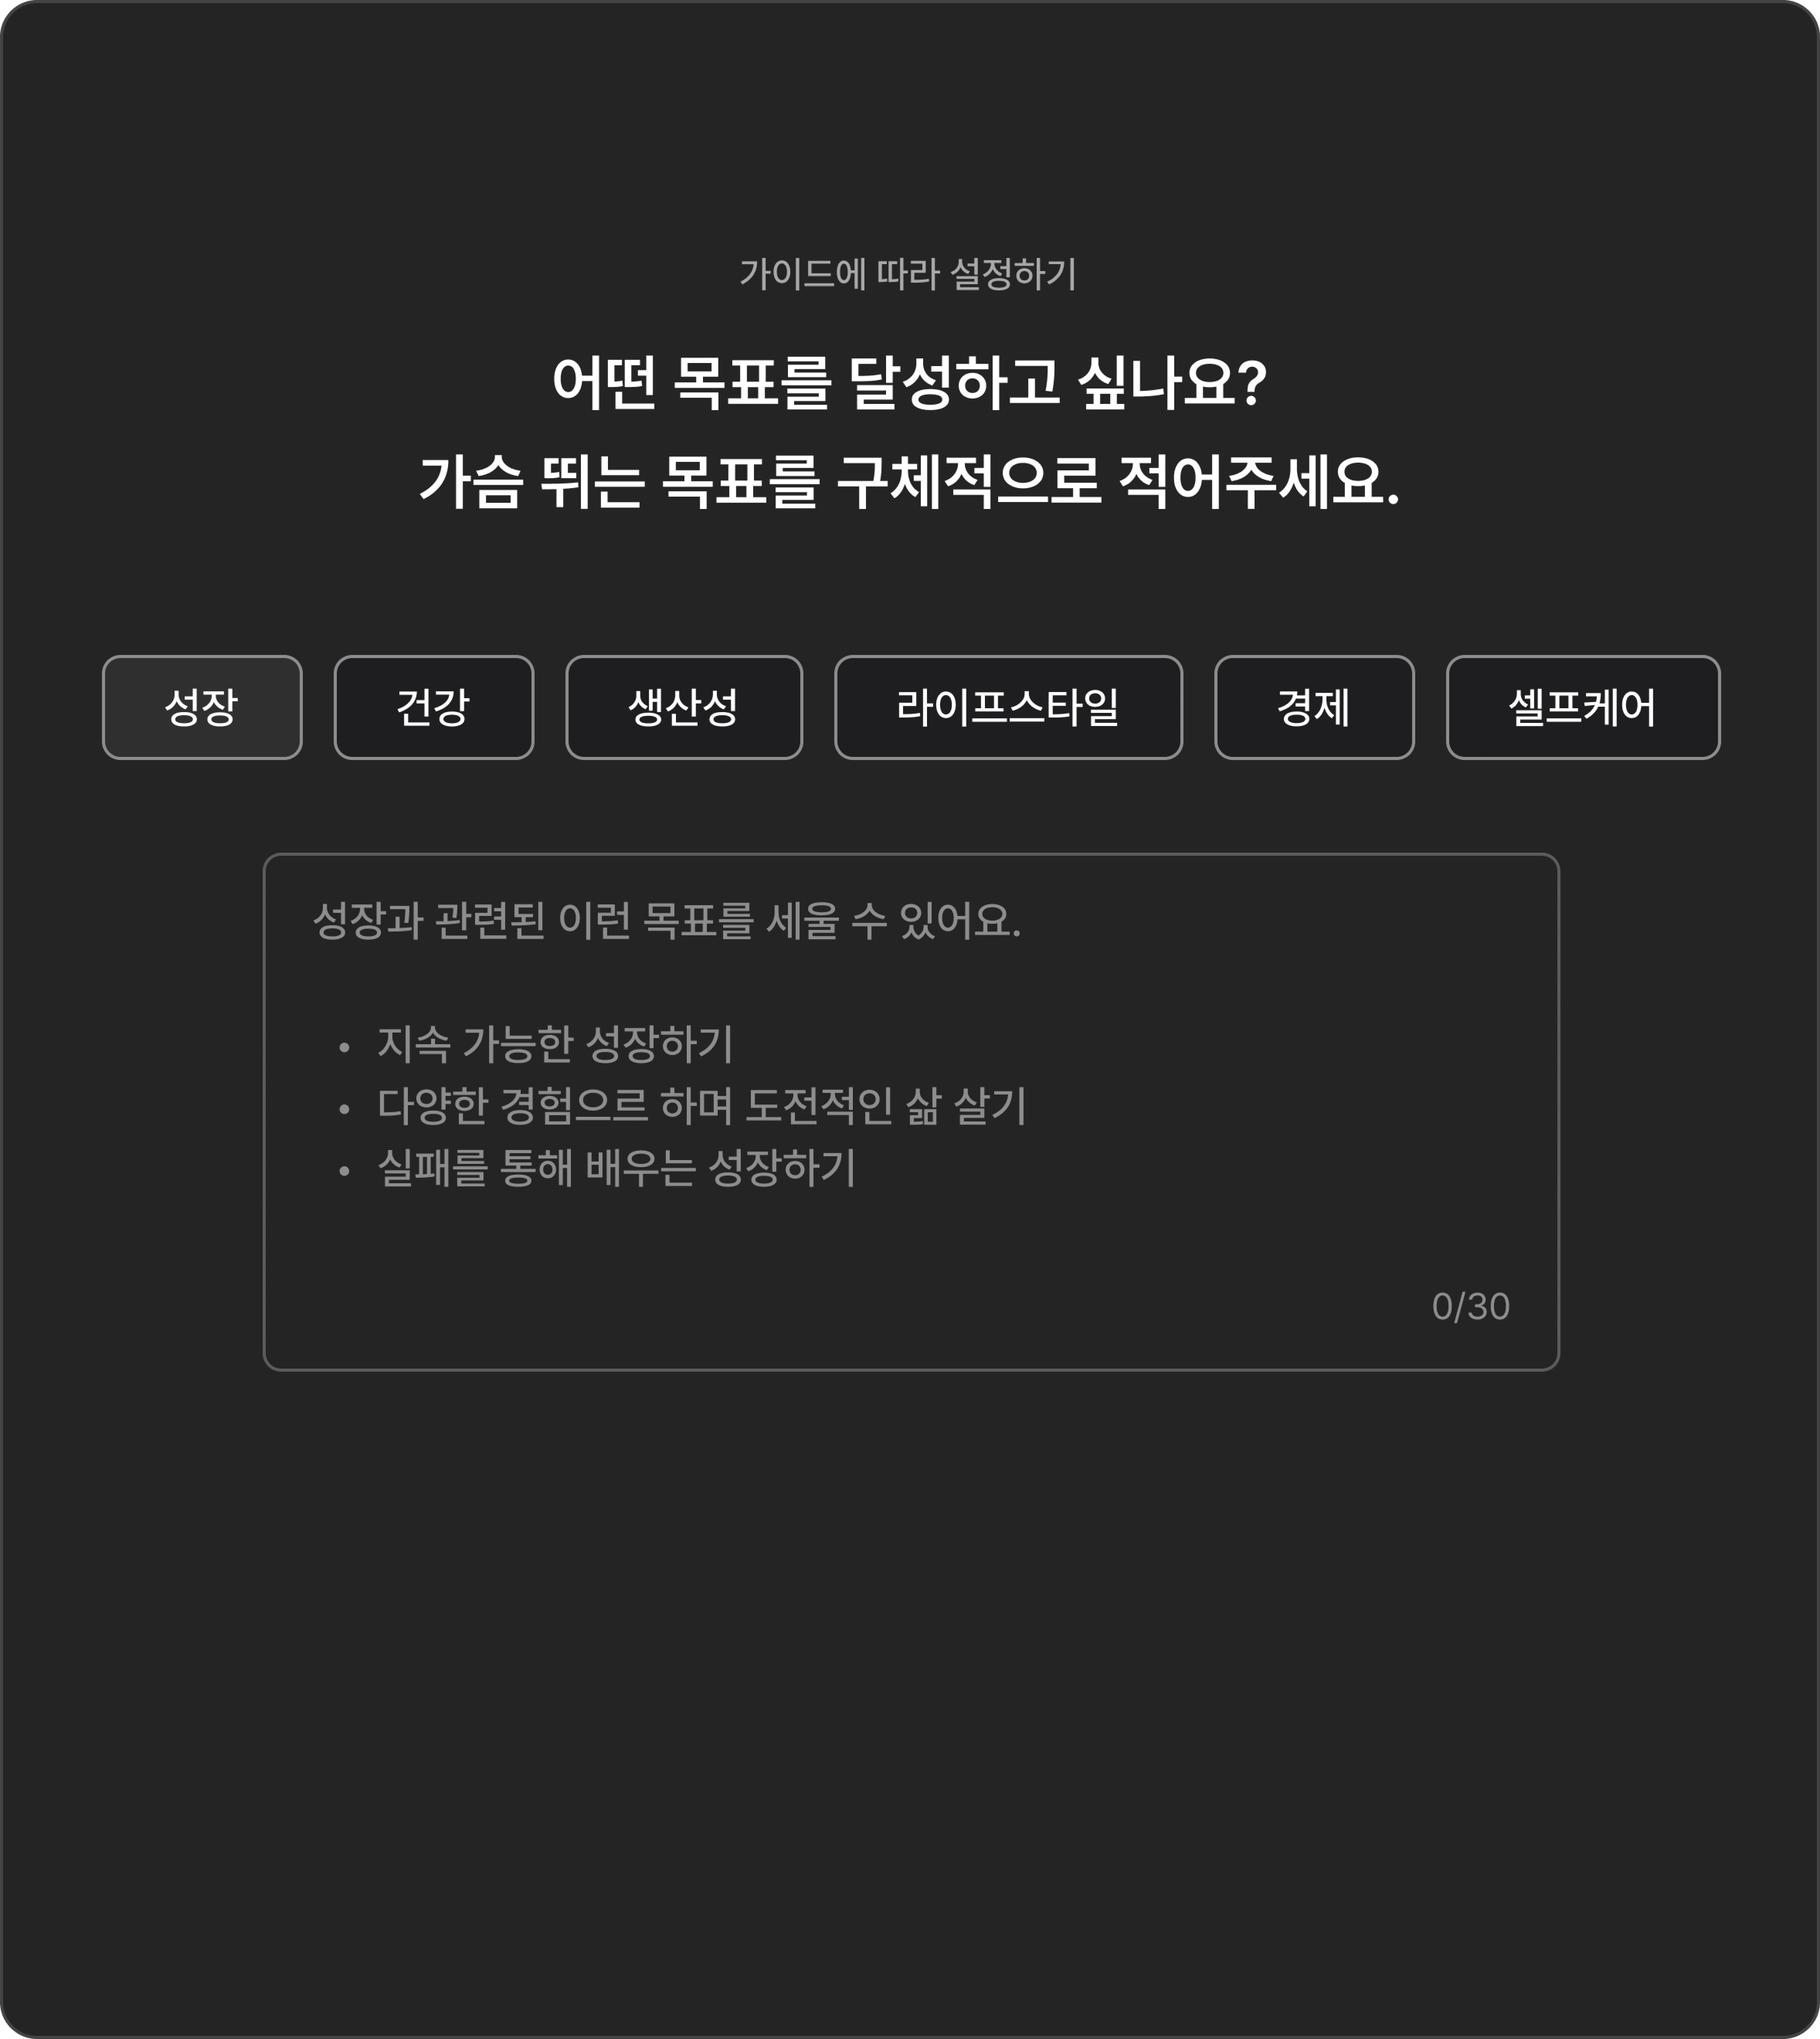 가이드에 따라 설정하기
어떤 목표를 달성하고 싶나요?
가슴 뛰는 목표를 구체적으로 적어주세요.
성장 건강 생긴성 라이프스타일 경제 셀프케어
성장과 관련된 이런 목표를 세울 수 있어요.
• 지속 가능한 성장하기
• 다양한 경험으로 하며 도전적인 삶 살기
• 실패를 통해 배우는 성장하기
0/30